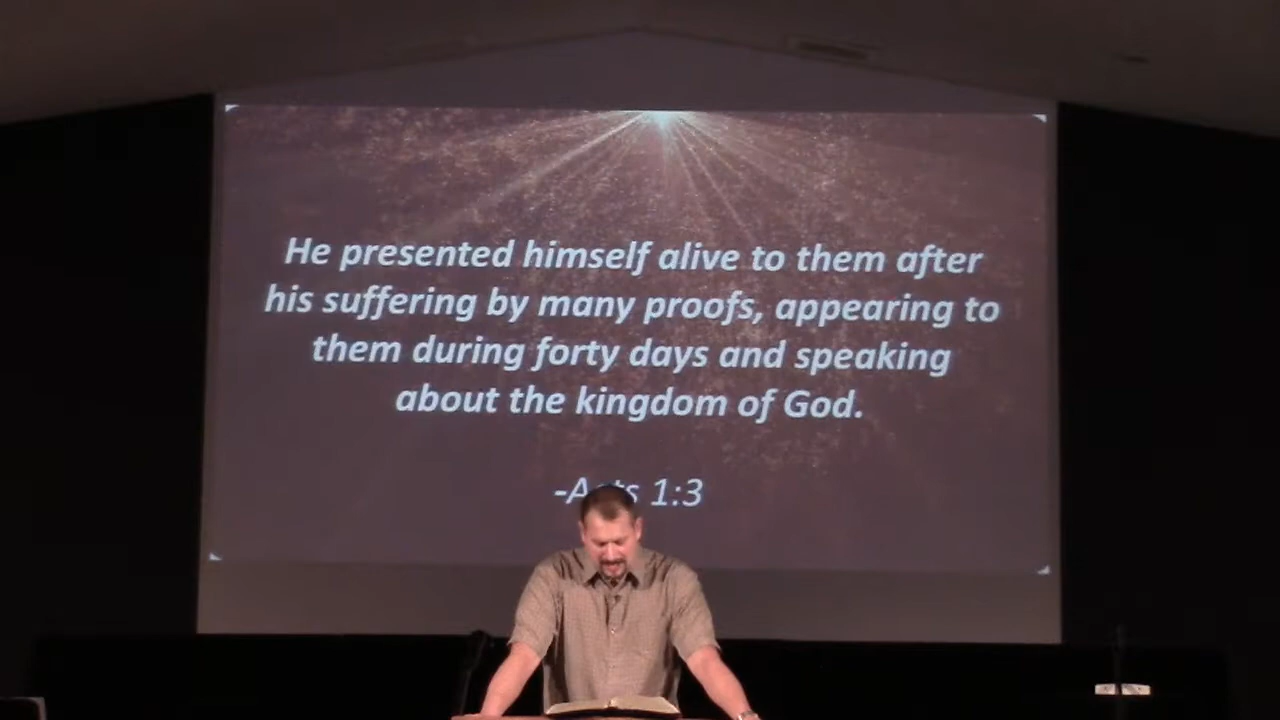 He presented himself alive to them after
his suffering by many proofs, appearing to
them during forty days and speaking
about the kingdom of God.
-Acts 1:3